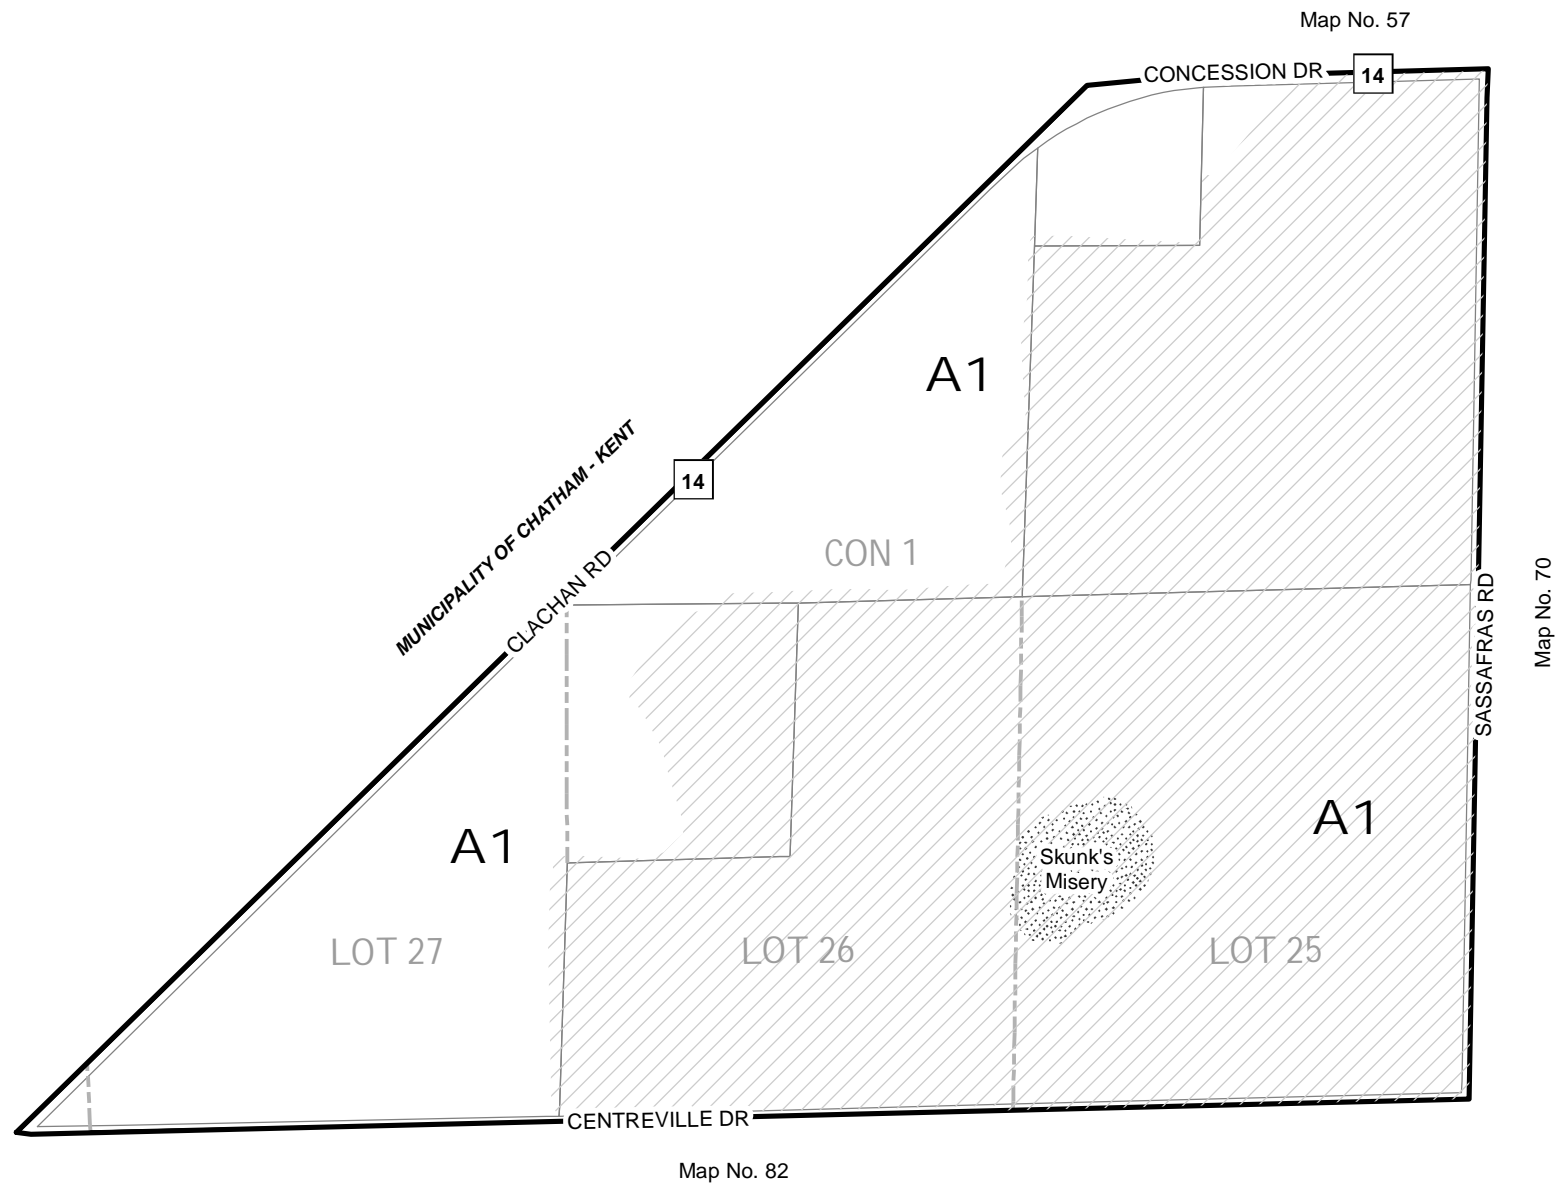 Map No. 57
CONCESSION DR
14
A1
MUNICIPALITY OF CHATHAM - KENT
14
CON 1
CLACHAN RD
Map No. 70
SASSAFRAS RD
A1
A1
Skunk's
Misery
LOT 27
LOT 26
LOT 25
CENTREVILLE DR
Map No. 82